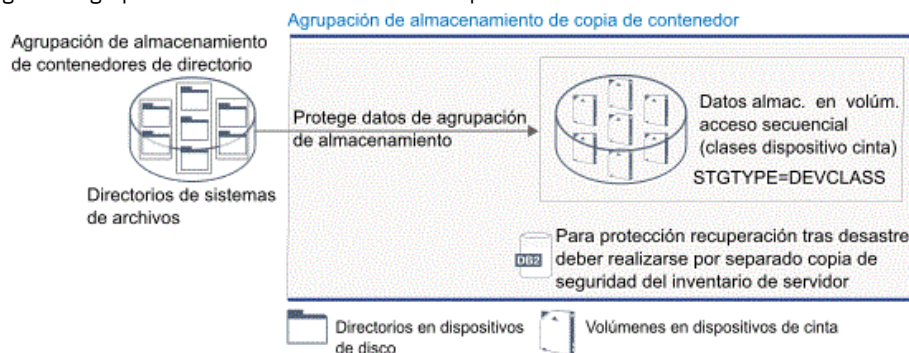 Agrupación de almacenamiento de copia de contenedor
Agrupación de almacenamiento
de contenedores de directorio
Protege datos de agrupación
de almacenamiento
Datos almac. en volúm.
acceso secuencial
(clases dispositivo cinta)
STGTYPE=DEVCLASS
Directorios de sistemas
de archivos
DB2
Para protección recuperación tras desastre
deber realizarse por separado copia de
seguridad del inventario de servidor
Directorios en dispositivos
de disco
Volúmenes en dispositivos de cinta